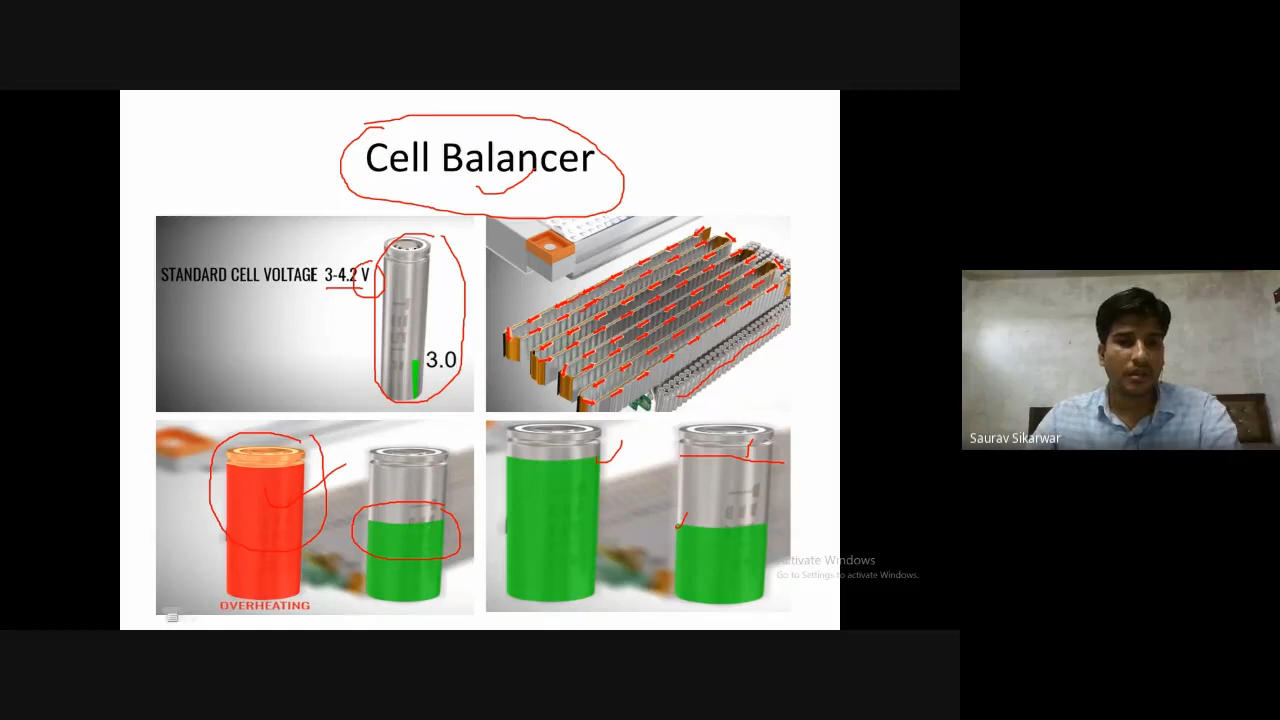 Cell Balancer
STANDARD CELL VOLTAGE 3-4.2 V
3.0
OVERHEATING
Activate Windows
Go to Settings to activate Windows.
Saurav Sikarwar